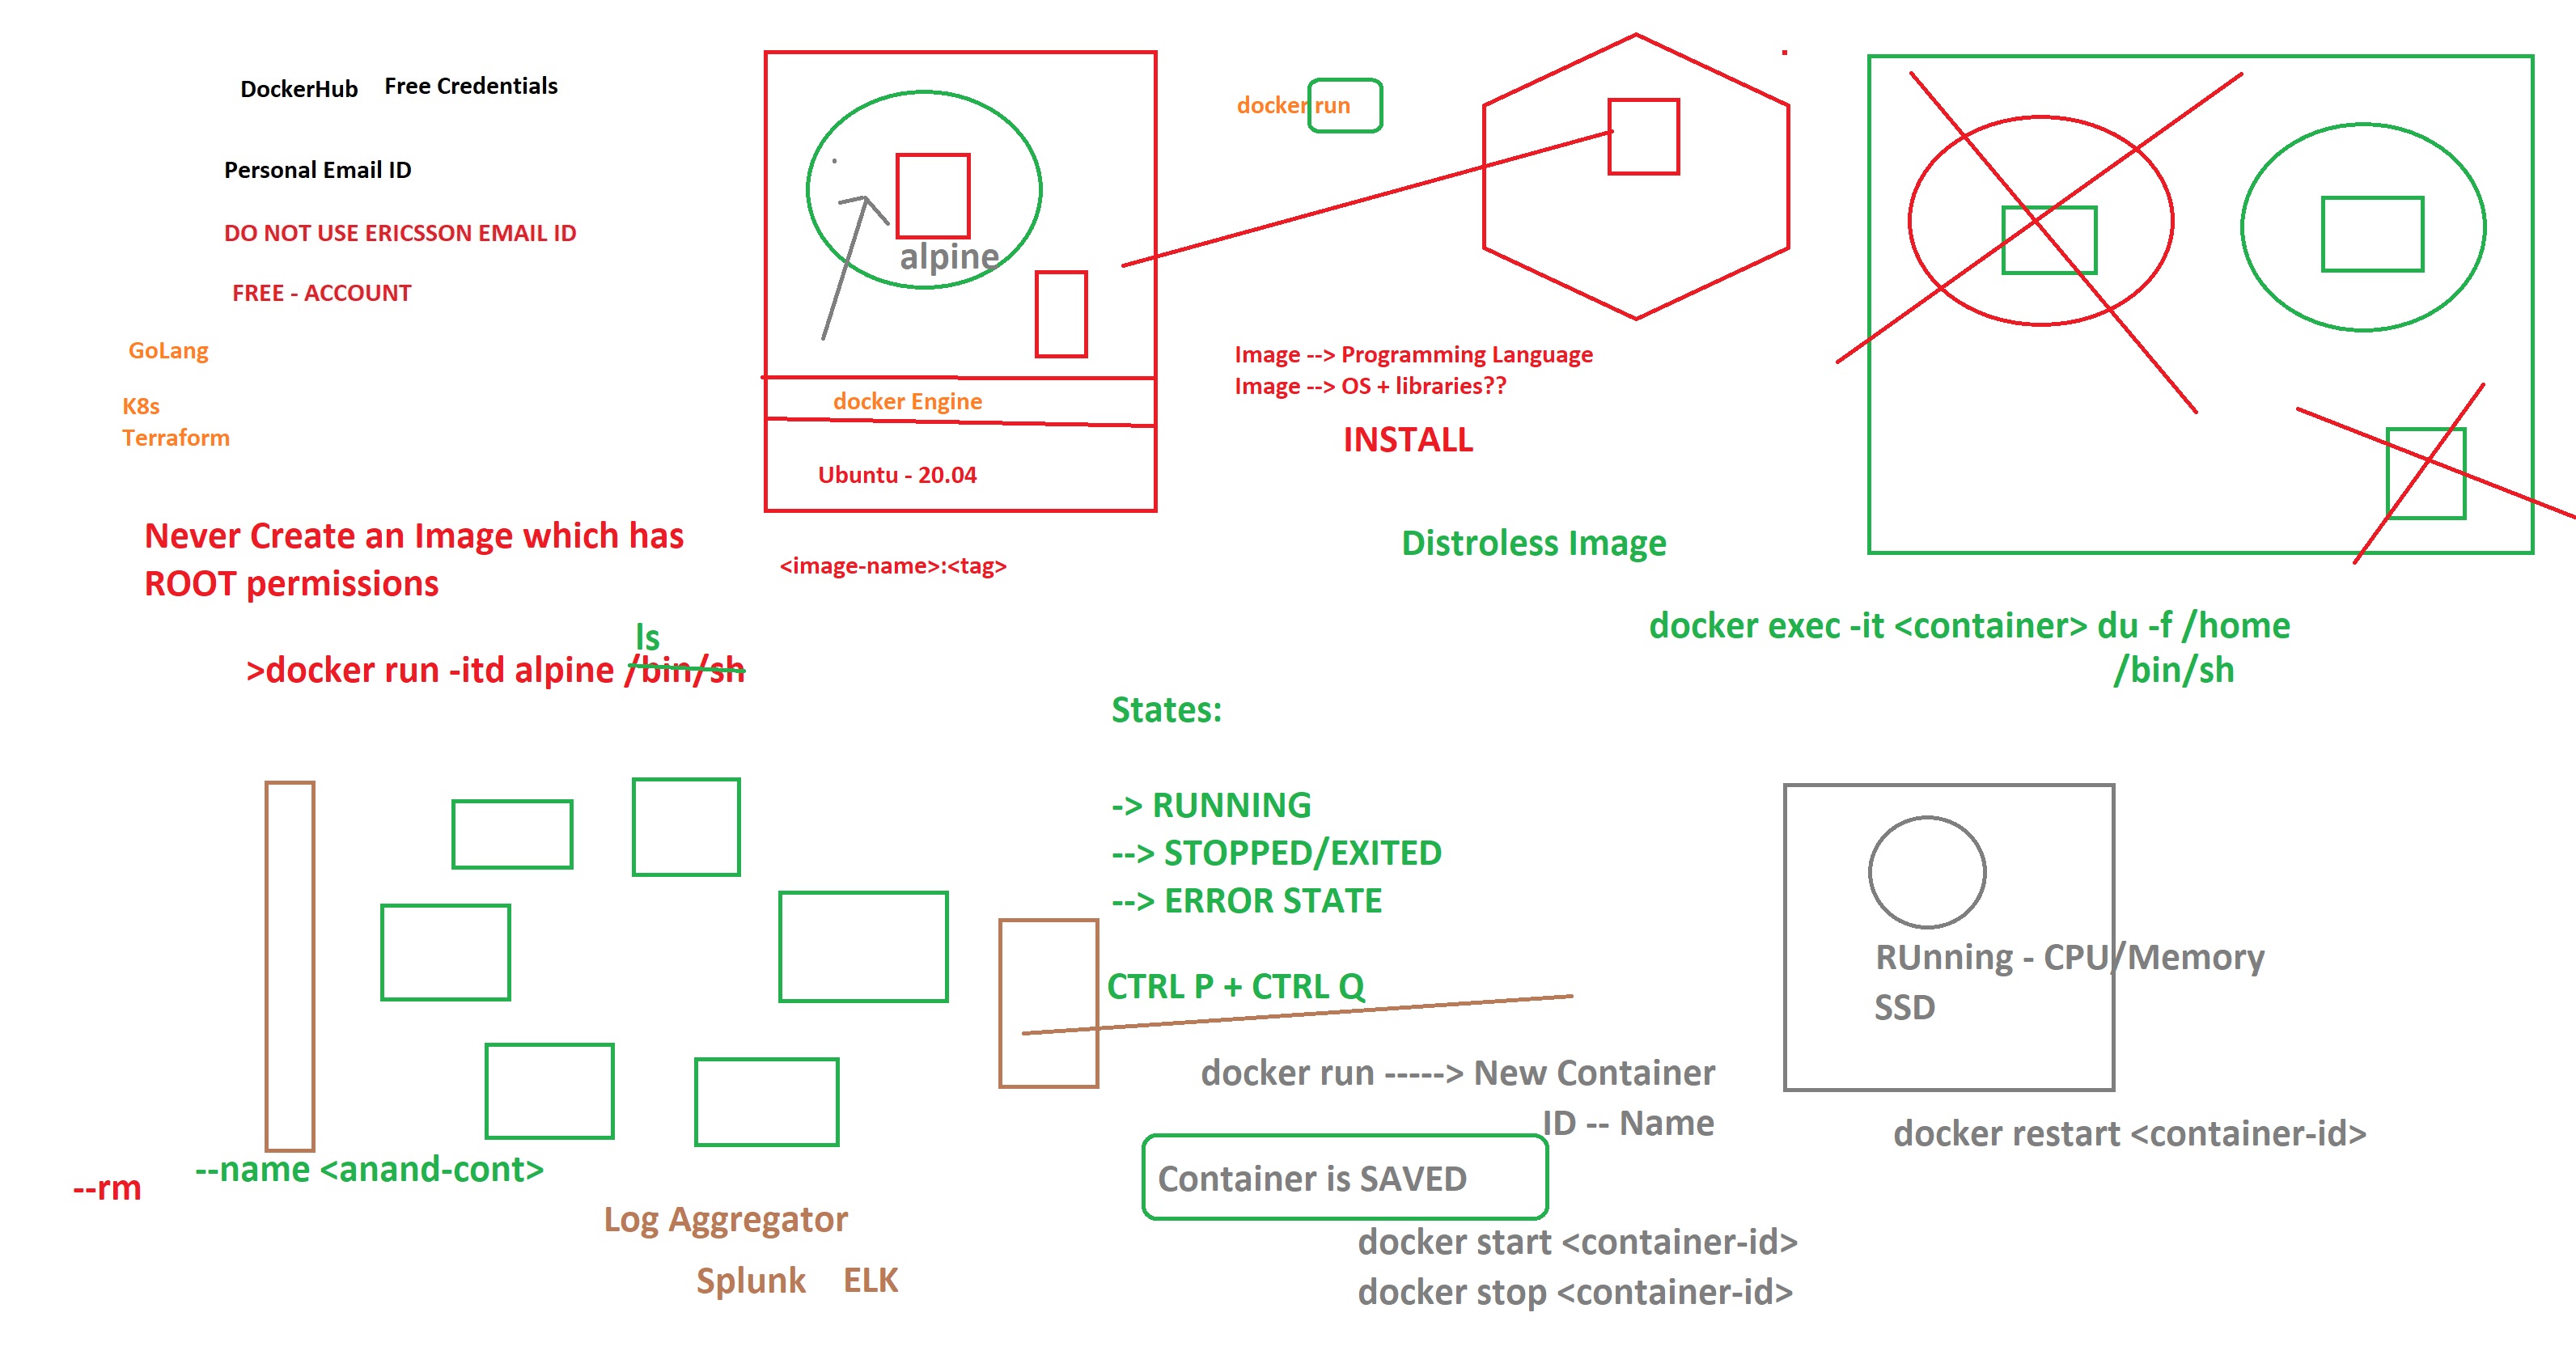 DockerHub Free Credentials
Personal Email ID
DO NOT USE ERICSSON EMAIL ID
FREE - ACCOUNT
GoLang
K8s
Terraform
alpine
docker Engine
Ubuntu - 20.04
<image-name>:<tag>
docker run
Image --> Programming Language
Image --> OS + libraries??
INSTALL
Distroless Image
Never Create an Image which has
ROOT permissions
ls
>docker run -itd alpine /bin/sh
docker exec -it <container> du -f /home
/bin/sh
States:
-> RUNNING
--> STOPPED/EXITED
--> ERROR STATE
CTRL P + CTRL Q
docker run -----> New Container
ID -- Name
Container is SAVED
docker start <container-id>
docker stop <container-id>
RUnning - CPU/Memory
SSD
docker restart <container-id>
--name <anand-cont>
--rm
Log Aggregator
Splunk ELK